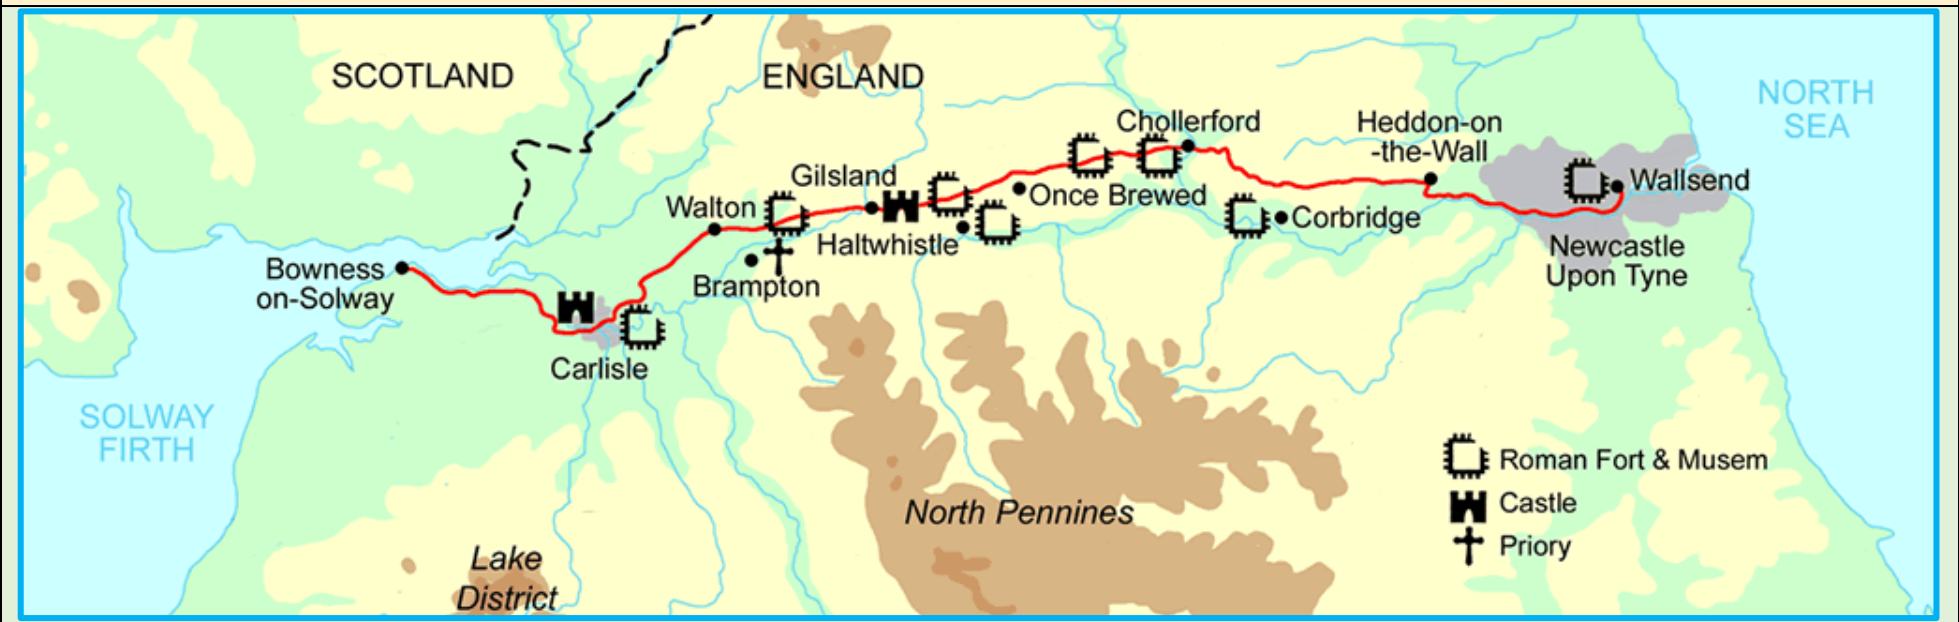 SCOTLAND
ENGLAND
NORTH
SEA
Chollerford
Heddon-on
-the-Wall
Gilsland
Wallsend
Once Brewed
Walton
Corbridge
Haltwhistle
Newcastle
Upon Tyne
Bowness
on-Solway
Brampton
Carlisle
SOLWAY
FIRTH
Roman Fort & Musem
Castle
Priory
North Pennines
Lake
District